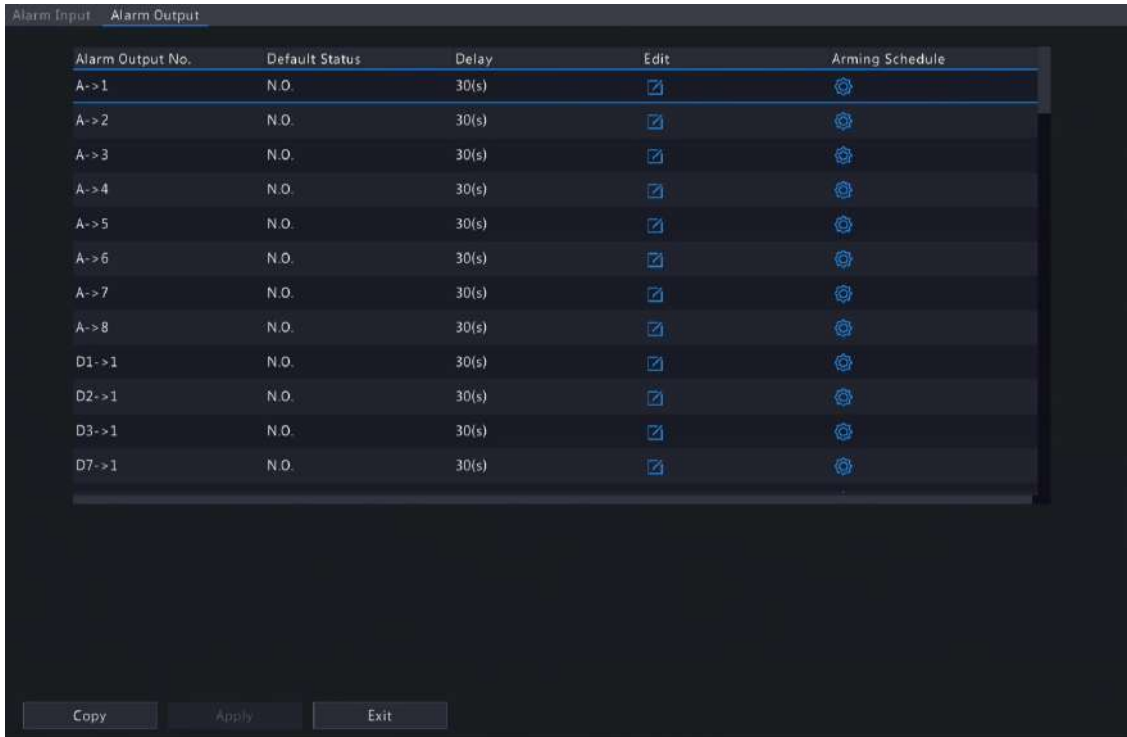 Alarm Input Alarm Output
Alarm Output No. Default Status Delay Edit Arming Schedule
A->1 N.O. 30(s)
A->2 N.O. 30(s)
A->3 N.O. 30(s)
A->4 N.O. 30(s)
A->5 N.O. 30(s)
A->6 N.O. 30(s)
A->7 N.O. 30(s)
A->8 N.O. 30(s)
D1->1 N.O. 30(s)
D2->1 N.O. 30(s)
D3->1 N.O. 30(s)
D7->1 N.O. 30(s)
Copy Apply Exit